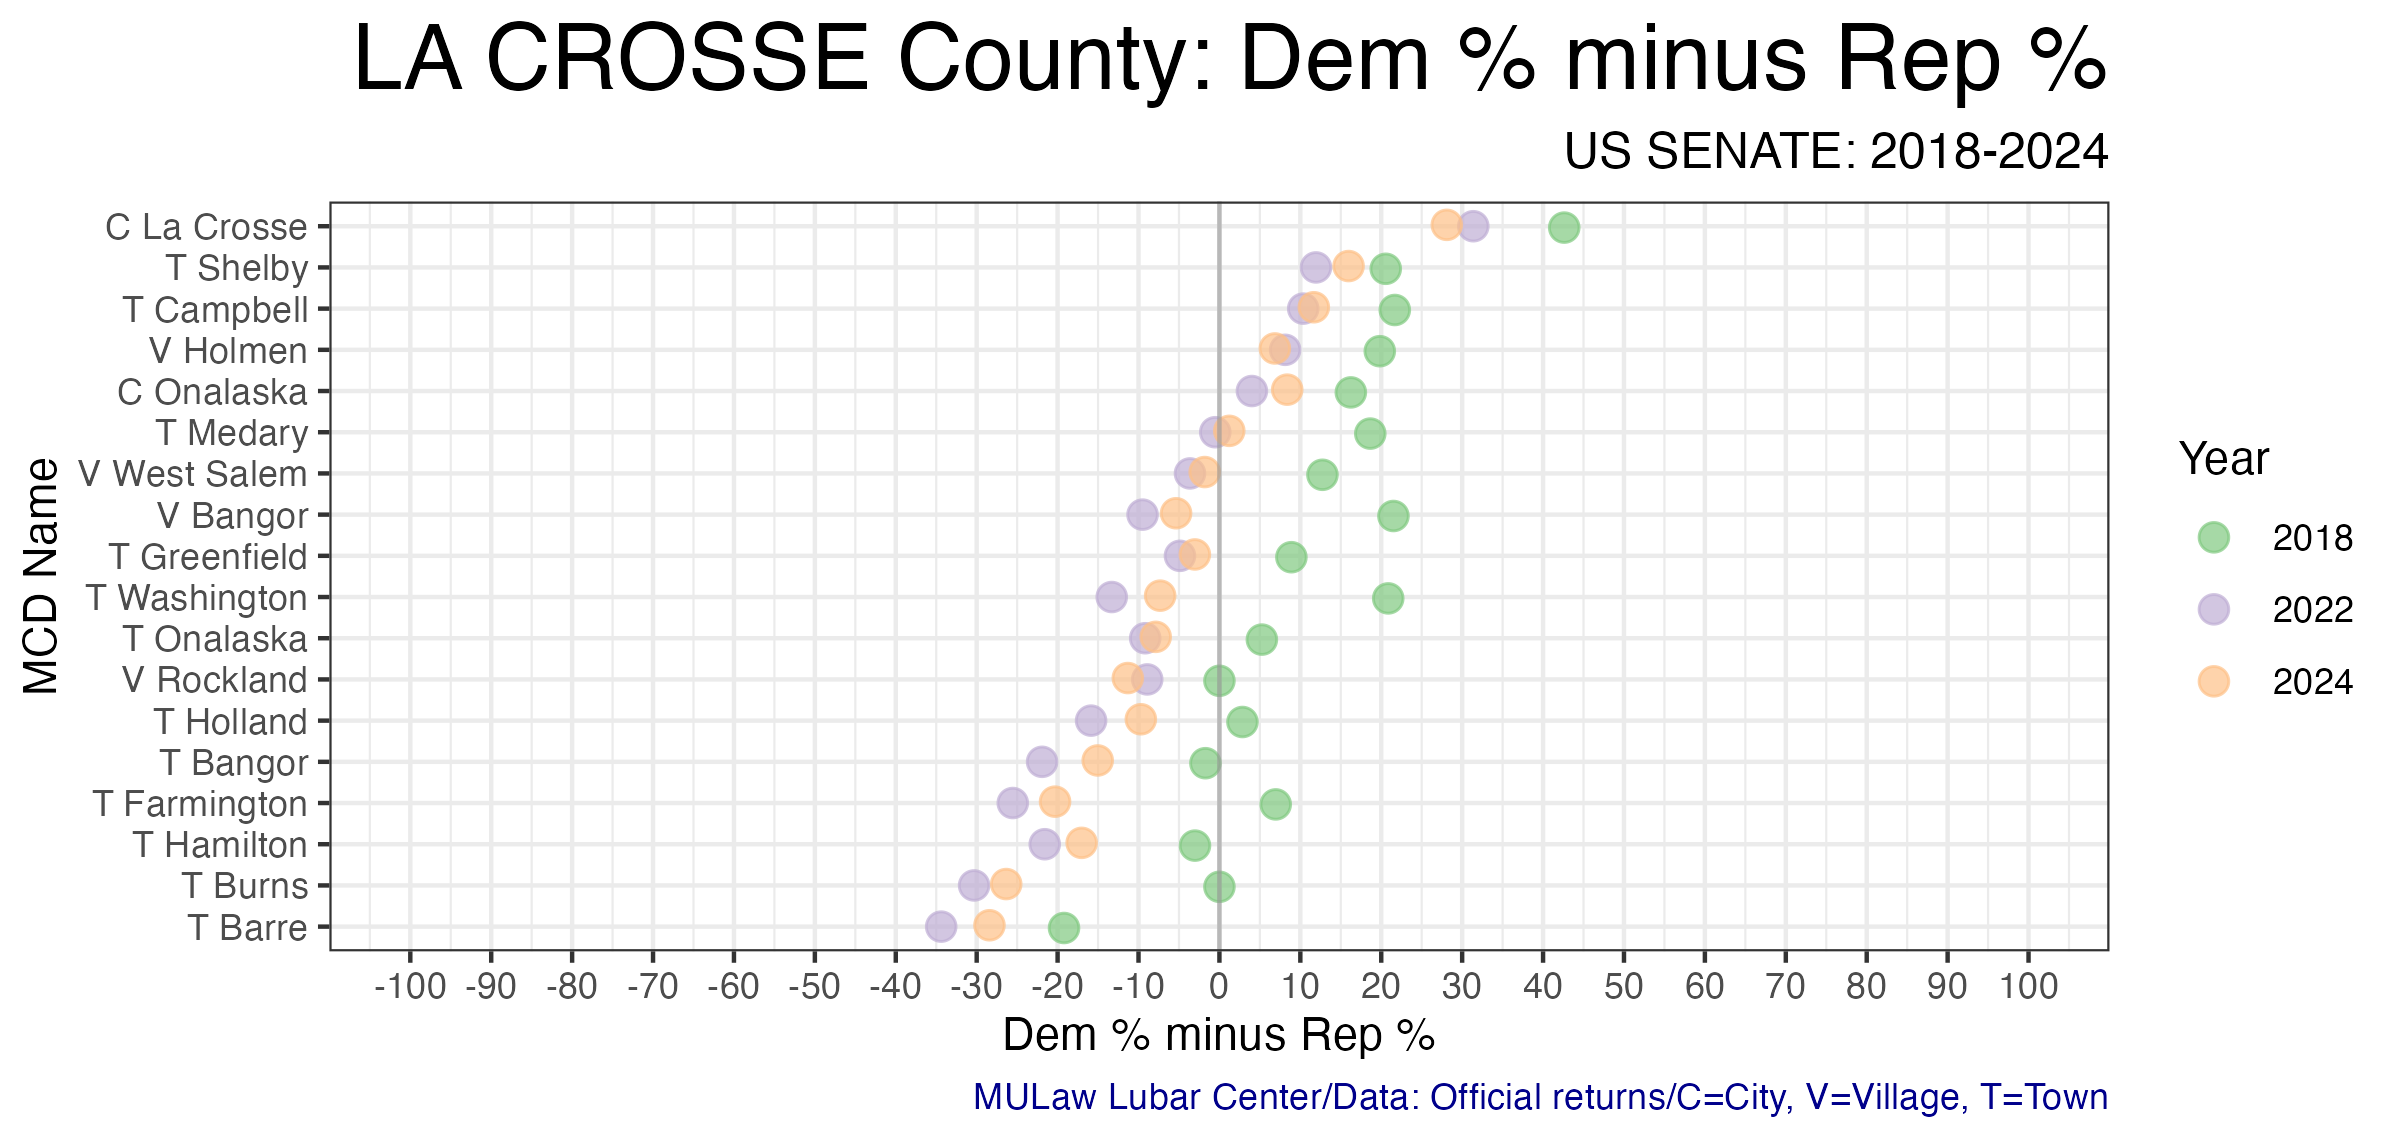 LA CROSSE County: Dem % minus Rep %
US SENATE: 2018-2024
MCD Name
C La Crosse
T Shelby
T Campbell
V Holmen
C Onalaska
T Medary
V West Salem
V Bangor
T Greenfield
T Washington
T Onalaska
V Rockland
T Holland
T Bangor
T Farmington
T Hamilton
T Burns
T Barre
-100 -90 -80 -70 -60 -50 -40 -30 -20 -10 0 10 20 30 40 50 60 70 80 90 100
Dem % minus Rep %
Year
2018
2022
2024
MULaw Lubar Center/Data: Official returns/C=City, V=Village, T=Town